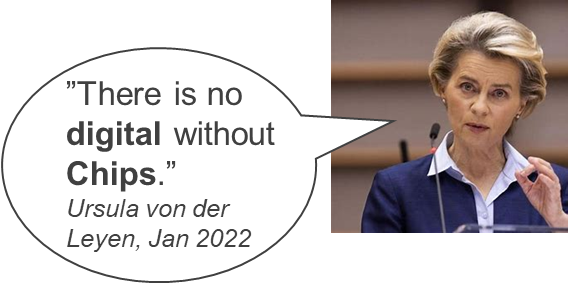 ”There is no
digital without
Chips.”
Ursula von der
Leyen, Jan 2022